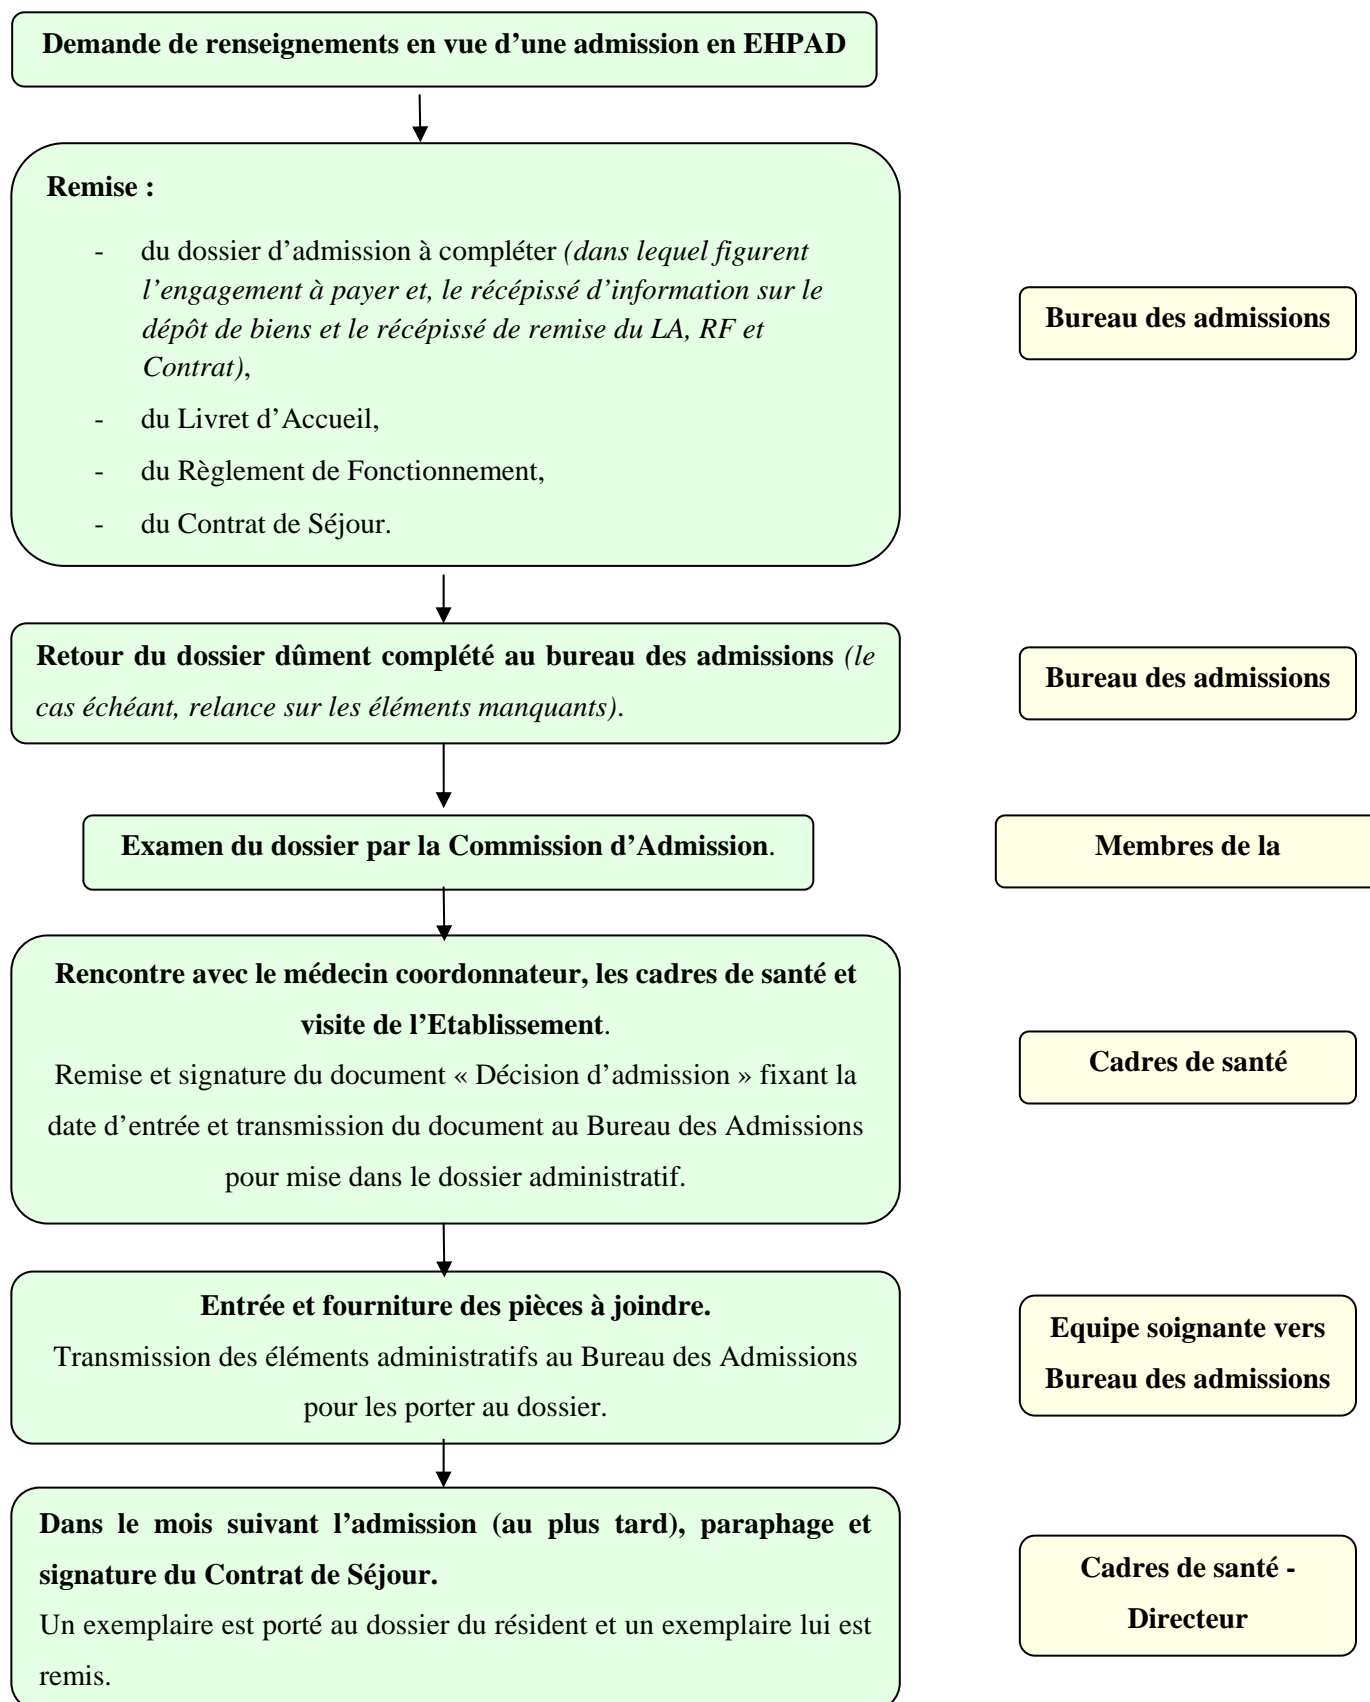 Demande de renseignements en vue d’une admission en EHPAD
Remise :
- du dossier d’admission à compléter (dans lequel figurent
l’engagement à payer et, le récépissé d’information sur le
dépôt de biens et le récépissé de remise du LA, RF et
Contrat),
- du Livret d’Accueil,
- du Règlement de Fonctionnement,
- du Contrat de Séjour.
Bureau des admissions
Retour du dossier dûment complété au bureau des admissions (le
cas échéant, relance sur les éléments manquants).
Bureau des admissions
Examen du dossier par la Commission d’Admission.
Membres de la
Rencontre avec le médecin coordonnateur, les cadres de santé et
visite de l’Etablissement.
Remise et signature du document « Décision d’admission » fixant la
date d’entrée et transmission du document au Bureau des Admissions
pour mise dans le dossier administratif.
Cadres de santé
Entrée et fourniture des pièces à joindre.
Transmission des éléments administratifs au Bureau des Admissions
pour les porter au dossier.
Equipe soignante vers
Bureau des admissions
Dans le mois suivant l’admission (au plus tard), paraphage et
signature du Contrat de Séjour.
Un exemplaire est porté au dossier du résident et un exemplaire lui est
remis.
Cadres de santé -
Directeur